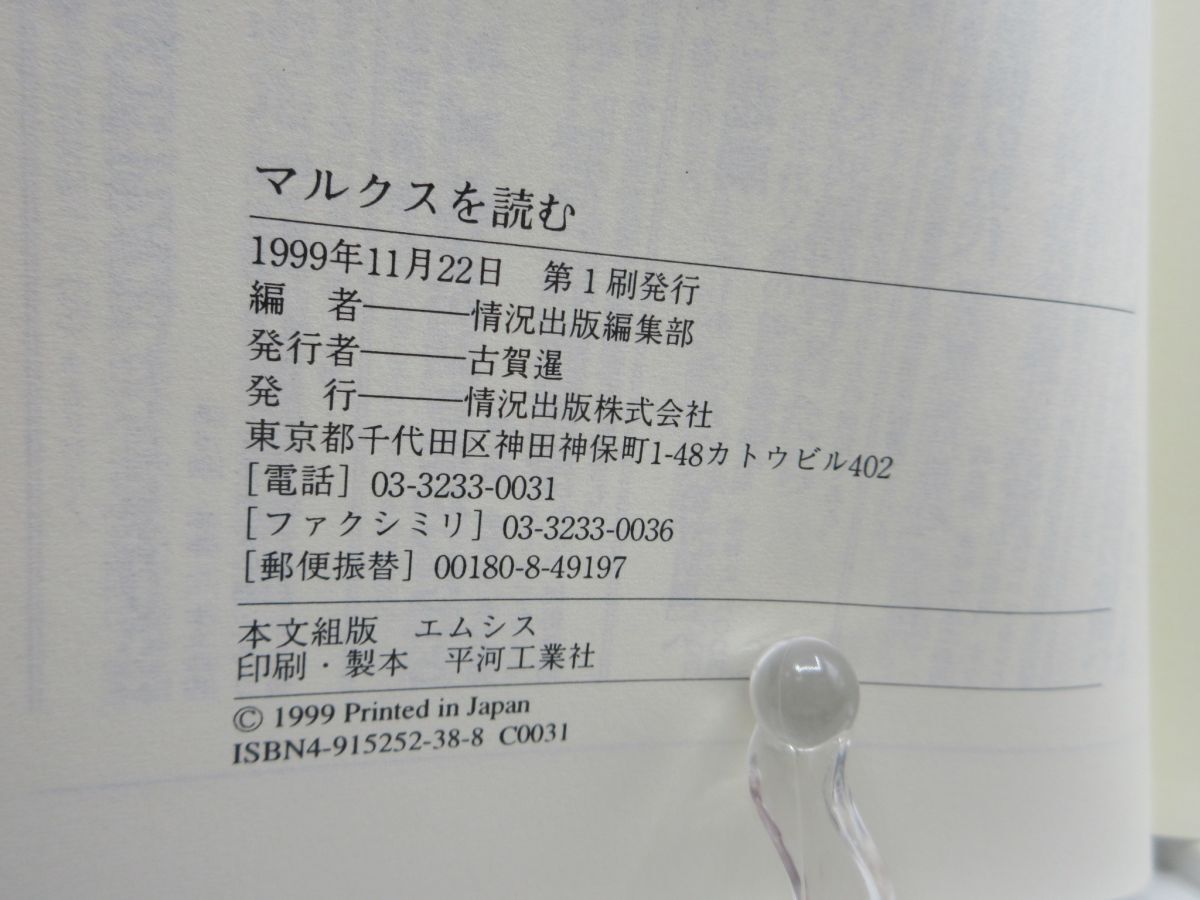 マルクスを読む
1999年11月22日　第1刷発行
編　者―――情況出版編集部
発行者―――古賀暹
発　行―――情況出版株式会社
東京都千代田区神田神保町1-48カトウビル402
［電話］03-3233-0031
［ファクシミリ］03-3233-0036
［郵便振替］00180-8-49197
本文組版　エムシス
印刷・製本　平河工業社
© 1999 Printed in Japan
ISBN4-915252-38-8 C0031